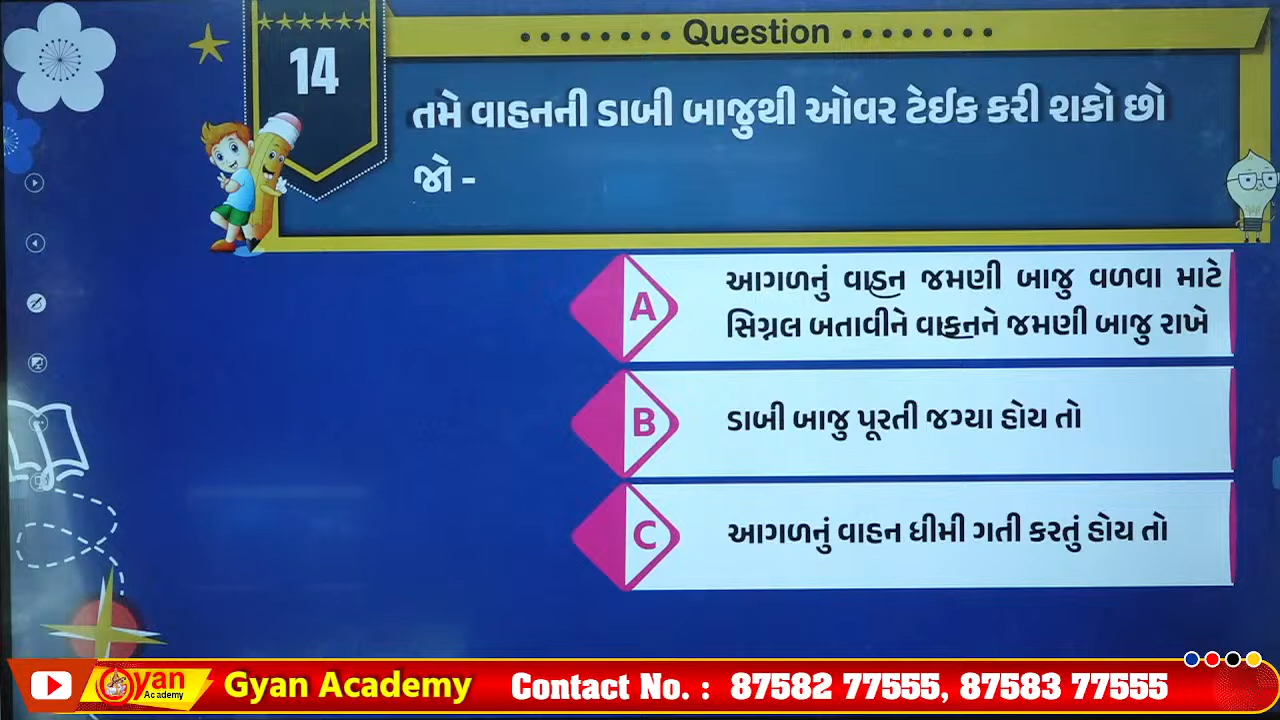 Question
14
તમે વાહનની ડાબી બાજુથી ઓવર ટેઈક કરી શકો છો
જો -
A
આગળનું વાહન જમણી બાજુ વળવા માટે
સિગ્નલ બતાવીને વાહનને જમણી બાજુ રાખે
B
ડાબી બાજુ પૂરતી જગ્યા હોય તો
C
આગળનું વાહન ધીમી ગતી કરતું હોય તો
Gyan
Academy
Gyan Academy
Contact No. : 87582 77555, 87583 77555